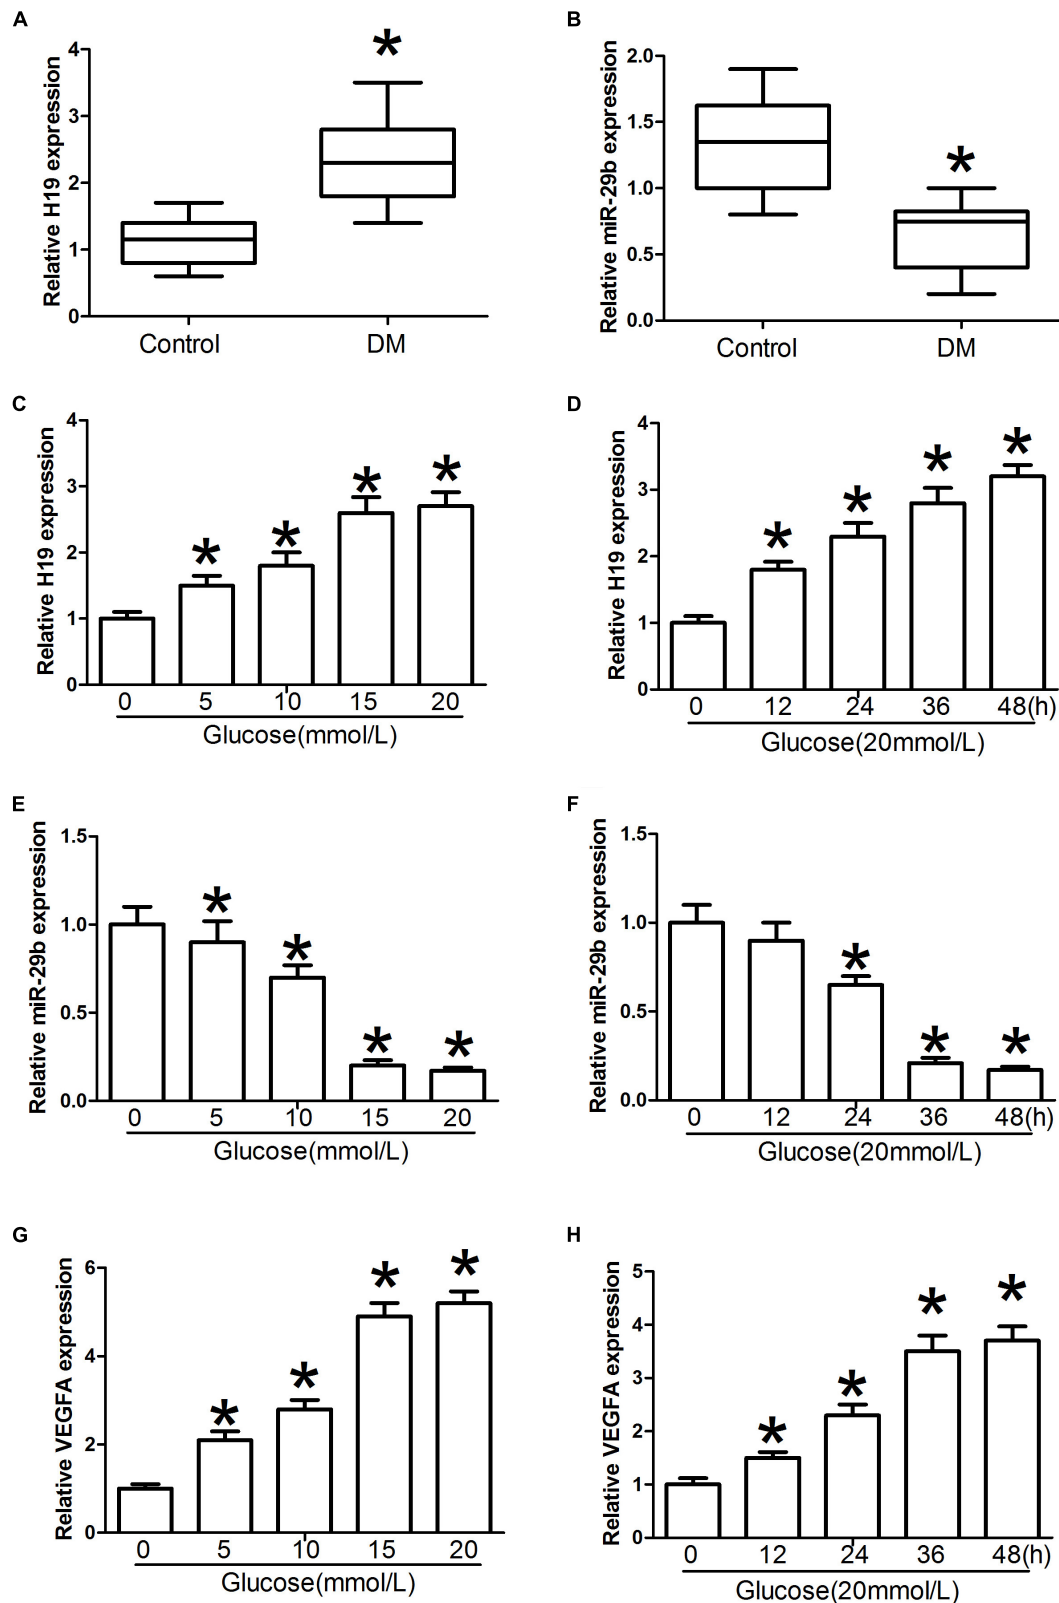 A
Relative H19 expression
4
3
2
1
0
*
Control DM
B
Relative miR-29b expression
2.0
1.5
1.0
0.5
0.0
*
Control DM
C
Relative H19 expression
4
3
2
1
0
* * * *
0 5 10 15 20
Glucose(mmol/L)
D
Relative H19 expression
4
3
2
1
0
* * * *
0 12 24 36 48(h)
Glucose(20mmol/L)
E
Relative miR-29b expression
1.5
1.0
0.5
0.0
* * * *
0 5 10 15 20
Glucose(mmol/L)
F
Relative miR-29b expression
1.5
1.0
0.5
0.0
* * *
0 12 24 36 48(h)
Glucose(20mmol/L)
G
Relative VEGFA expression
6
4
2
0
* * * *
0 5 10 15 20
Glucose(mmol/L)
H
Relative VEGFA expression
5
4
3
2
1
0
* * * *
0 12 24 36 48(h)
Glucose(20mmol/L)